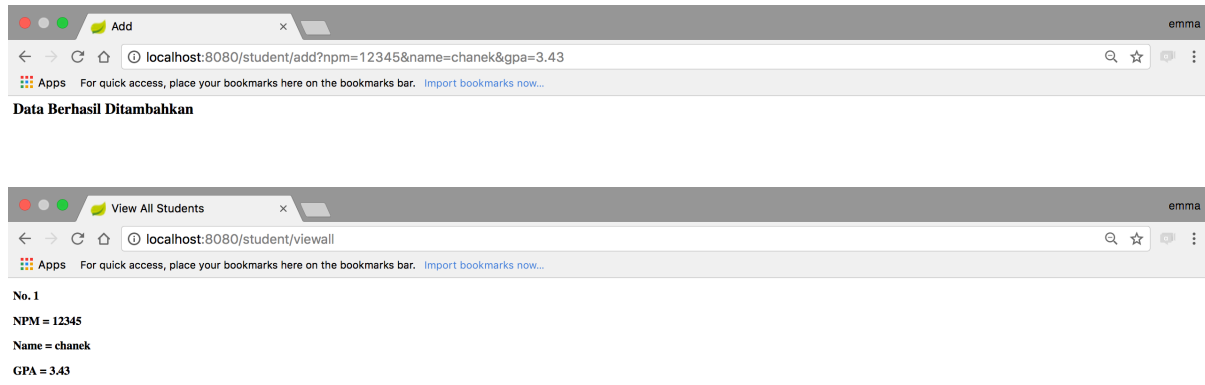 Add
emma
localhost:8080/student/add?npm=12345&name=chanek&gpa=3.43
Apps For quick access, place your bookmarks here on the bookmarks bar. Import bookmarks now...
Data Berhasil Ditambahkan
View All Students
emma
localhost:8080/student/viewall
Apps For quick access, place your bookmarks here on the bookmarks bar. Import bookmarks now...
No. 1
NPM = 12345
Name = chanek
GPA = 3.43